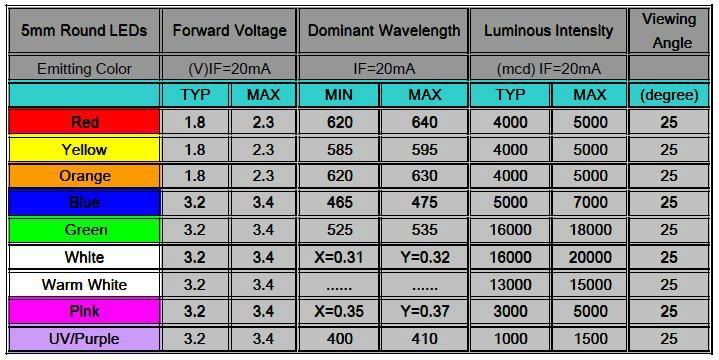 5mm Round LEDs Forward Voltage Dominant Wavelength Luminous Intensity Viewing Angle
Emitting Color (V)IF=20mA IF=20mA (mcd) IF=20mA
TYP MAX MIN MAX TYP MAX (degree)
Red 1.8 2.3 620 640 4000 5000 25
Yellow 1.8 2.3 585 595 4000 5000 25
Orange 1.8 2.3 620 630 4000 5000 25
Blue 3.2 3.4 465 475 5000 7000 25
Green 3.2 3.4 525 535 16000 18000 25
White 3.2 3.4 X=0.31 Y=0.32 16000 20000 25
Warm White 3.2 3.4 ...... ...... 13000 15000 25
Pink 3.2 3.4 X=0.35 Y=0.37 3000 5000 25
UV/Purple 3.2 3.4 400 410 1000 1500 25